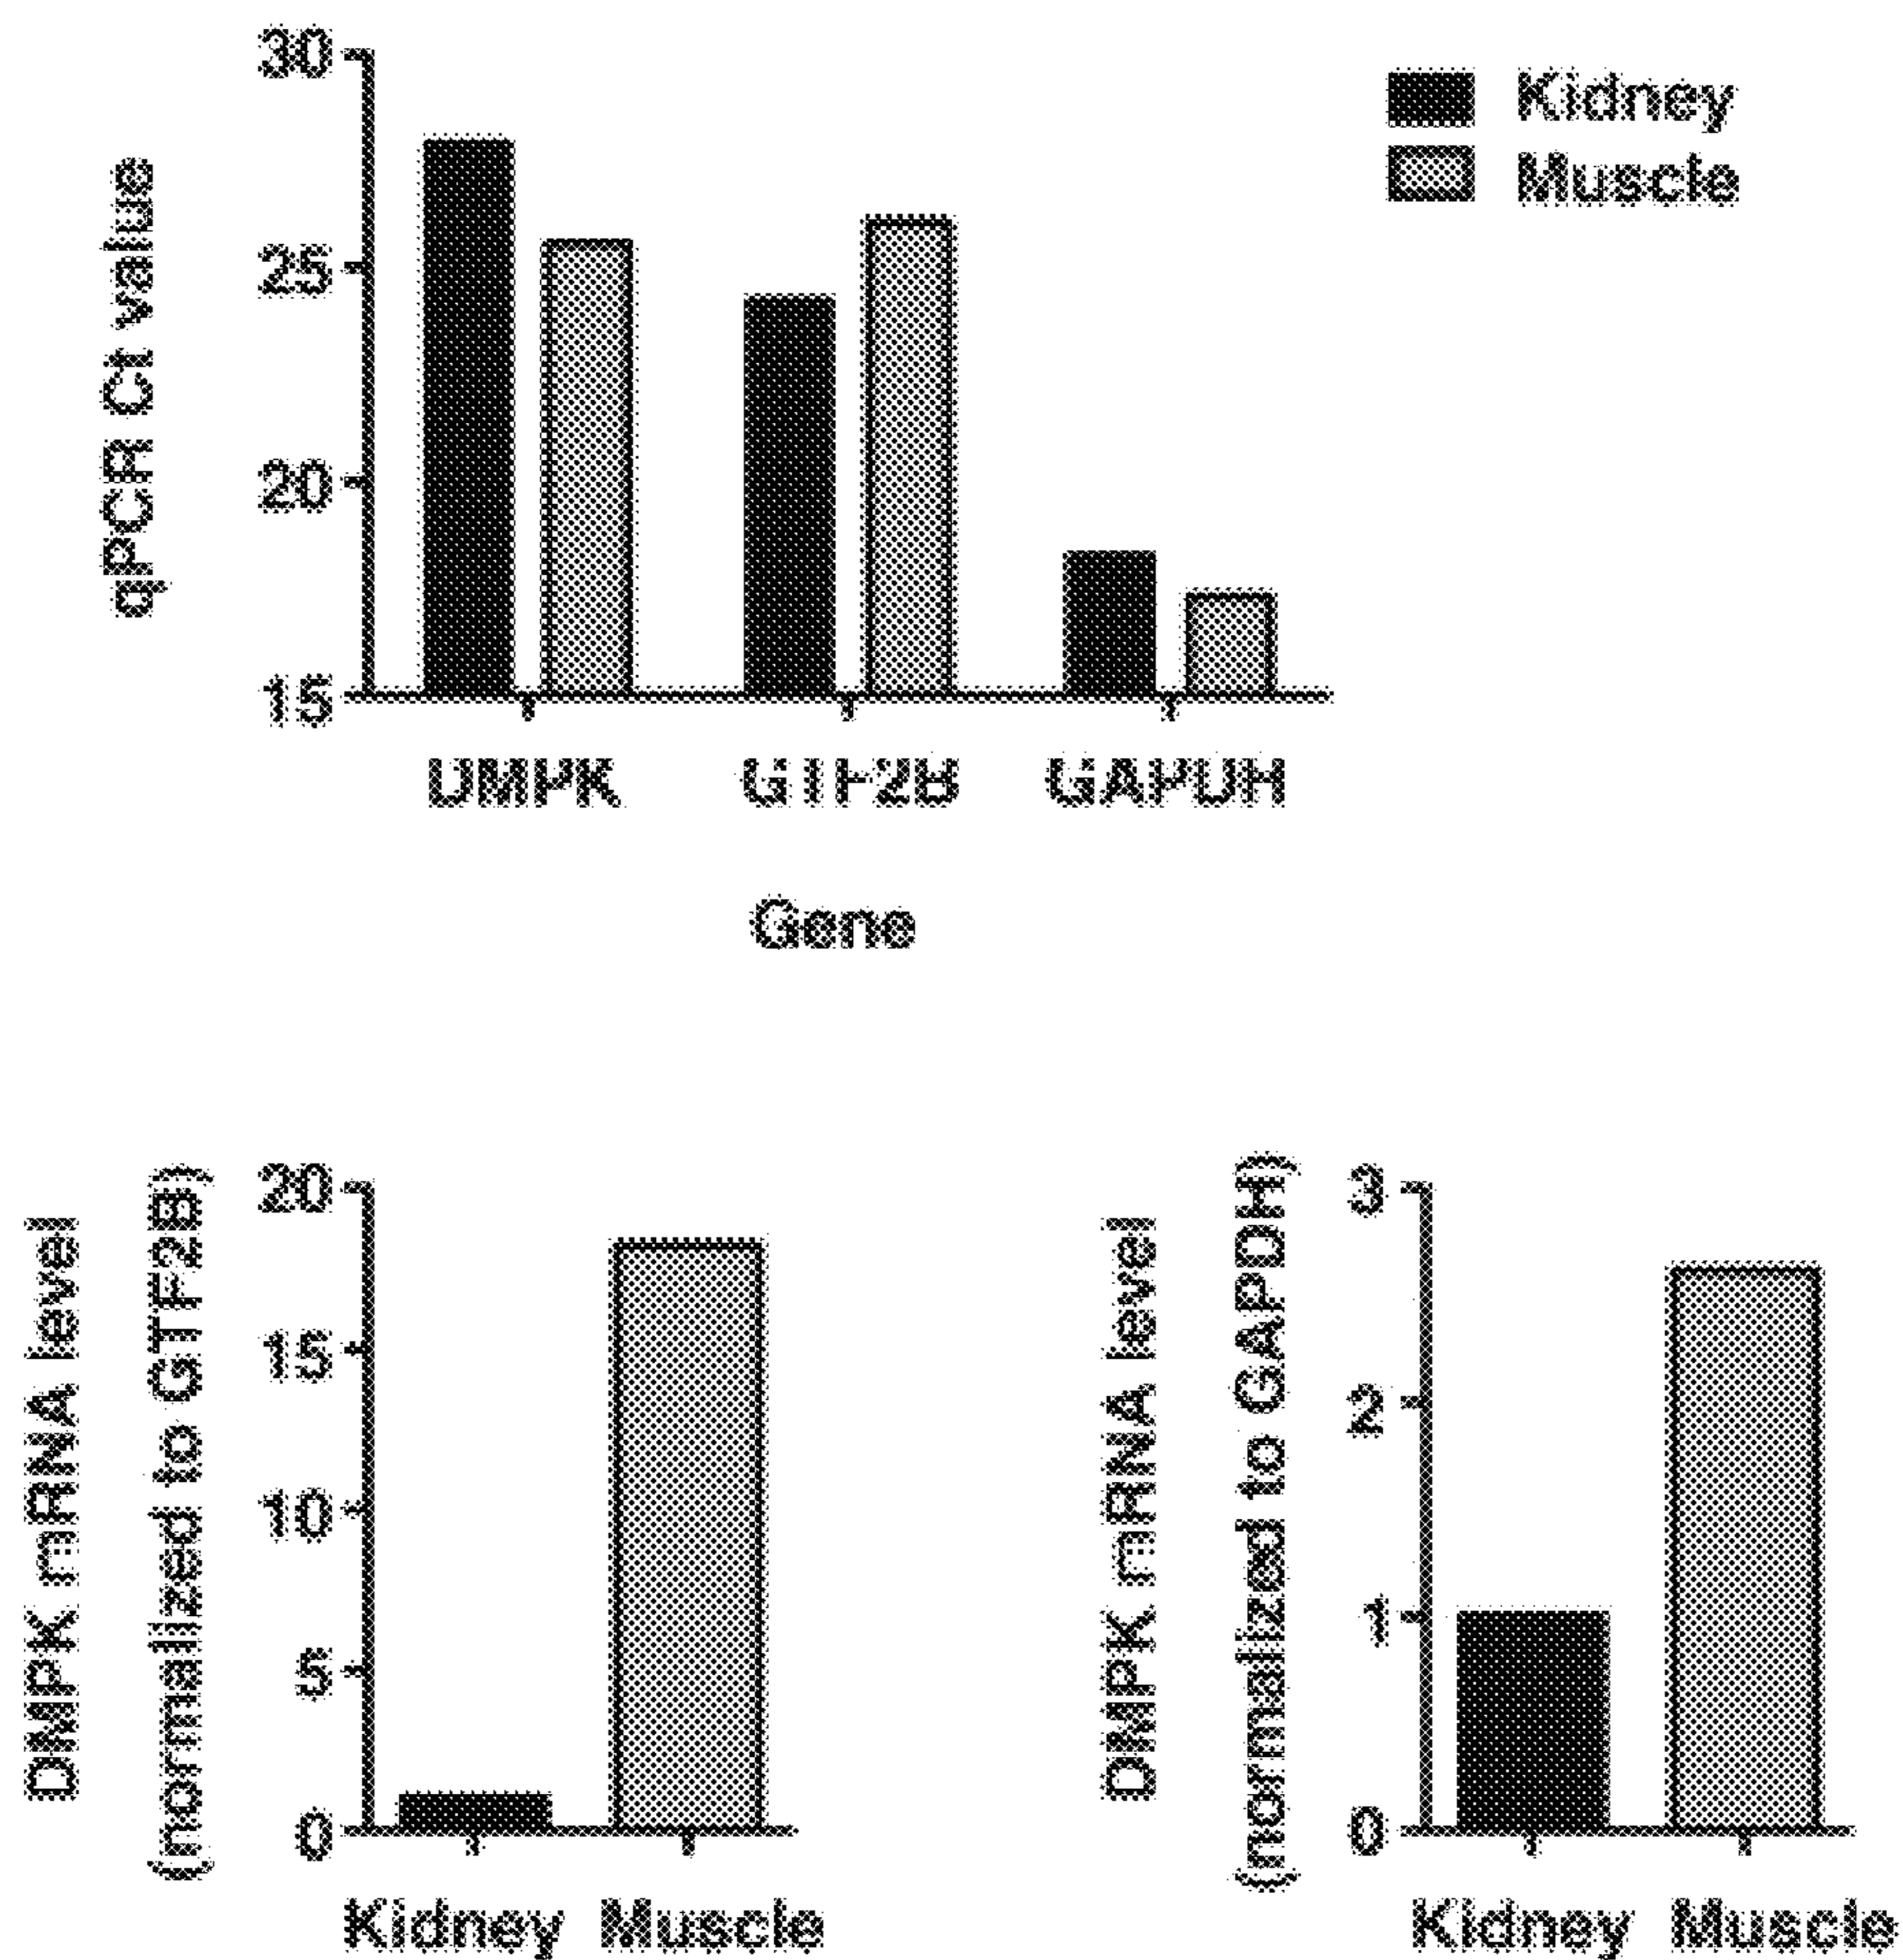 30
25
20
15
qPCR Ct value
Kidney
Muscle
DMPK GTF2B GAPDH
Gene
DMPK mRNA level
(normalized to GTF2B)
20
15
10
5
0
Kidney Muscle
DMPK mRNA level
(normalized to GAPDH)
3
2
1
0
Kidney Muscle